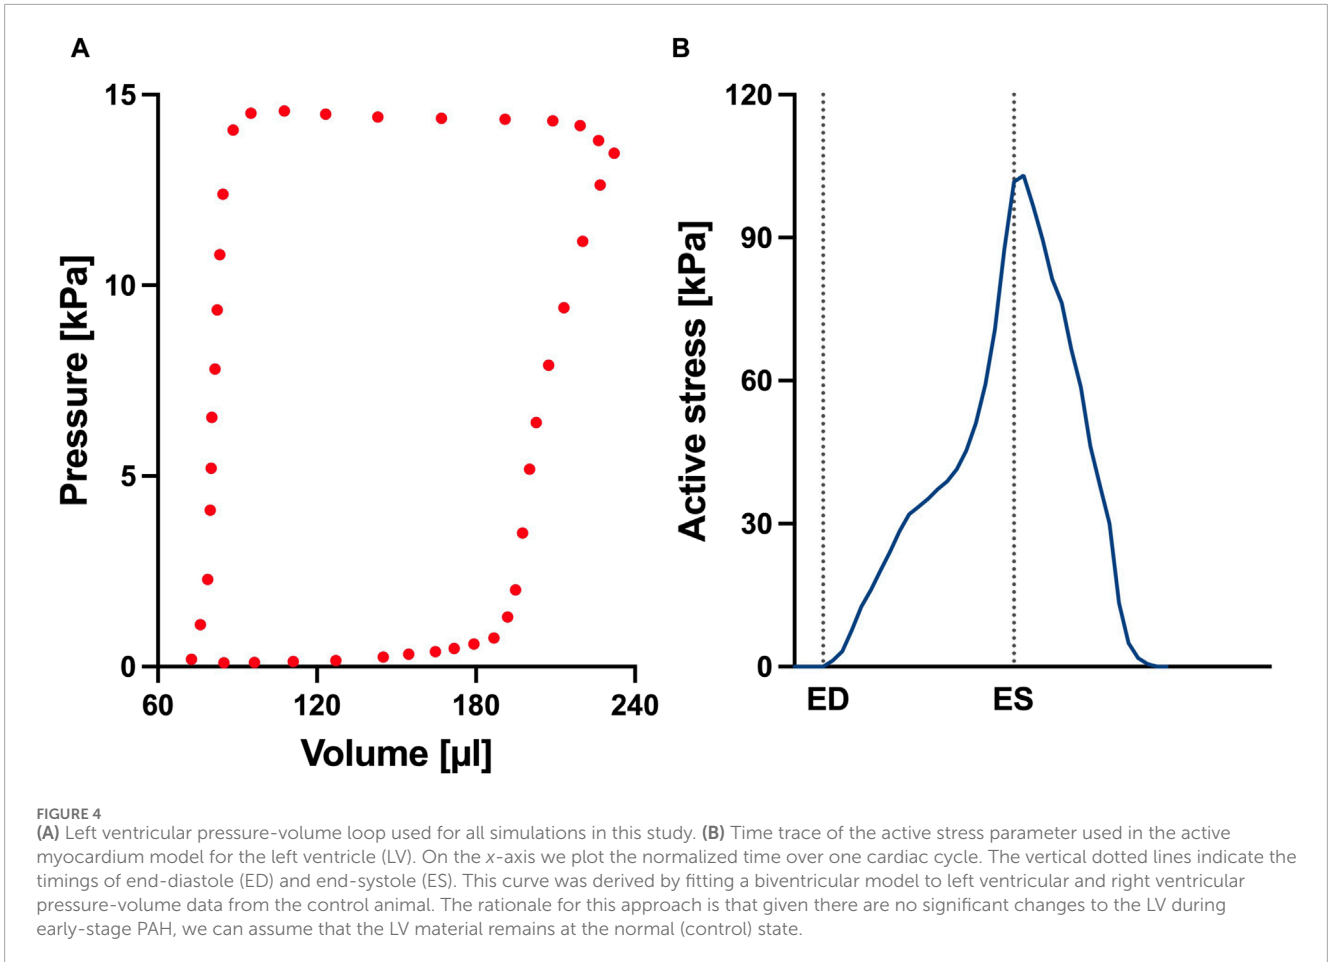 A
15
10
5
0
60 120 180 240
Pressure [kPa]
Volume [µl]
B
120
90
60
30
0
ED ES
Active stress [kPa]
FIGURE 4
(A) Left ventricular pressure-volume loop used for all simulations in this study. (B) Time trace of the active stress parameter used in the active
myocardium model for the left ventricle (LV). On the x-axis we plot the normalized time over one cardiac cycle. The vertical dotted lines indicate the
timings of end-diastole (ED) and end-systole (ES). This curve was derived by fitting a biventricular model to left ventricular and right ventricular
pressure-volume data from the control animal. The rationale for this approach is that given there are no significant changes to the LV during
early-stage PAH, we can assume that the LV material remains at the normal (control) state.